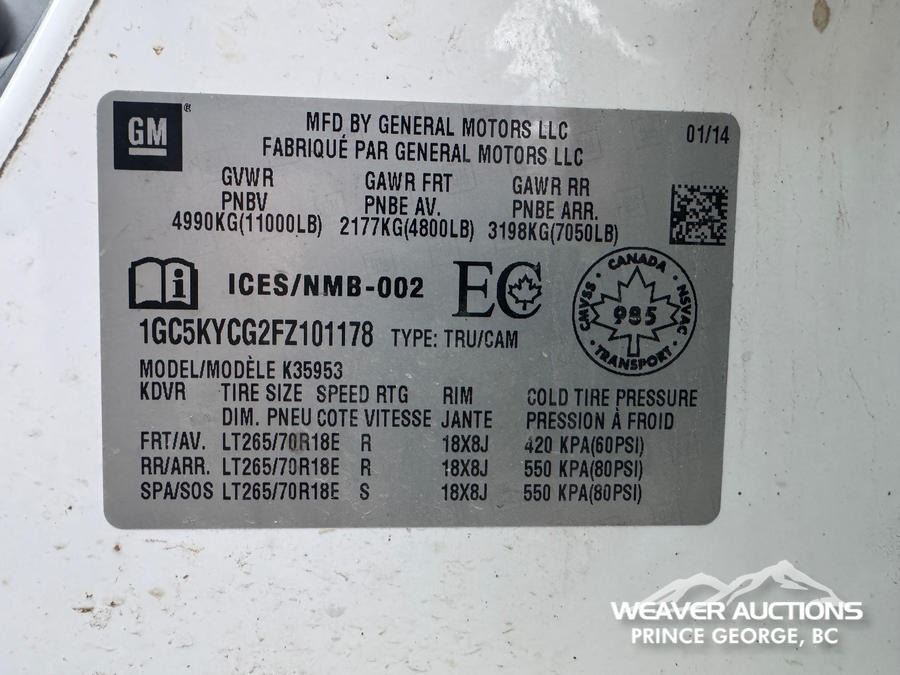 GM ®
MFD BY GENERAL MOTORS LLC 01/14
FABRIQUÉ PAR GENERAL MOTORS LLC
GVWR GAWR FRT GAWR RR
PNBV PNBE AV. PNBE ARR.
4990KG(11000LB) 2177KG(4800LB) 3198KG(7050LB)
i ICES/NMB-002 EC
CANADA
CMVSS 985 NSVAC
TRANSPORT
1GC5KYCG2FZ101178 TYPE: TRU/CAM
MODEL/MODÈLE K35953
KDVR TIRE SIZE SPEED RTG RIM COLD TIRE PRESSURE
DIM. PNEU COTE VITESSE JANTE PRESSION À FROID
FRT/AV. LT265/70R18E R 18X8J 420 KPA(60PSI)
RR/ARR. LT265/70R18E R 18X8J 550 KPA(80PSI)
SPA/SOS LT265/70R18E S 18X8J 550 KPA(80PSI)
WEAVER AUCTIONS
PRINCE GEORGE, BC